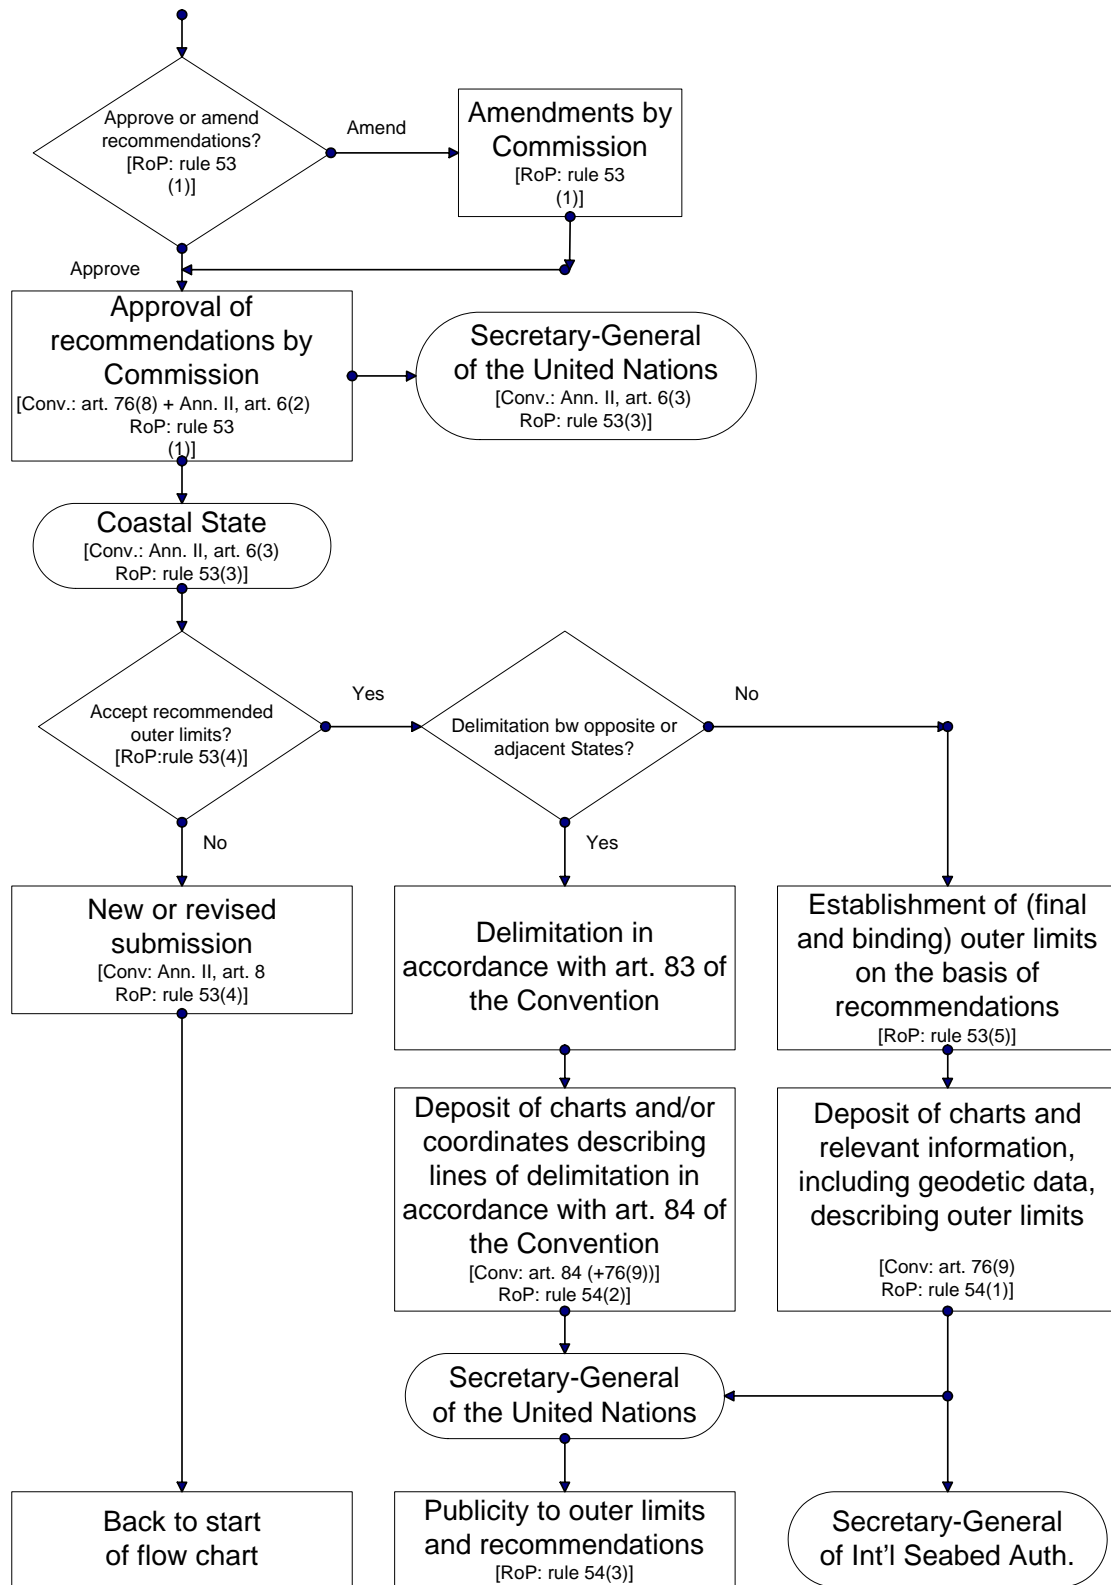 Approve or amend
recommendations?
[RoP: rule 53
(1)]
Amend
Amendments by
Commission
[RoP: rule 53
(1)]
Approve
Approval of
recommendations by
Commission
[Conv.: art. 76(8) + Ann. II, art. 6(2)
RoP: rule 53
(1)]
Secretary-General
of the United Nations
[Conv.: Ann. II, art. 6(3)
RoP: rule 53(3)]
Coastal State
[Conv.: Ann. II, art. 6(3)
RoP: rule 53(3)]
Accept recommended
outer limits?
[RoP:rule 53(4)]
Yes
Delimitation bw opposite or
adjacent States?
No
No
Yes
New or revised
submission
[Conv: Ann. II, art. 8
RoP: rule 53(4)]
Delimitation in
accordance with art. 83 of
the Convention
Establishment of (final
and binding) outer limits
on the basis of
recommendations
[RoP: rule 53(5)]
Deposit of charts and/or
coordinates describing
lines of delimitation in
accordance with art. 84 of
the Convention
[Conv: art. 84 (+76(9))]
RoP: rule 54(2)]
Deposit of charts and
relevant information,
including geodetic data,
describing outer limits
[Conv: art. 76(9)
RoP: rule 54(1)]
Secretary-General
of the United Nations
Back to start
of flow chart
Publicity to outer limits
and recommendations
[RoP: rule 54(3)]
Secretary-General
of Int'l Seabed Auth.